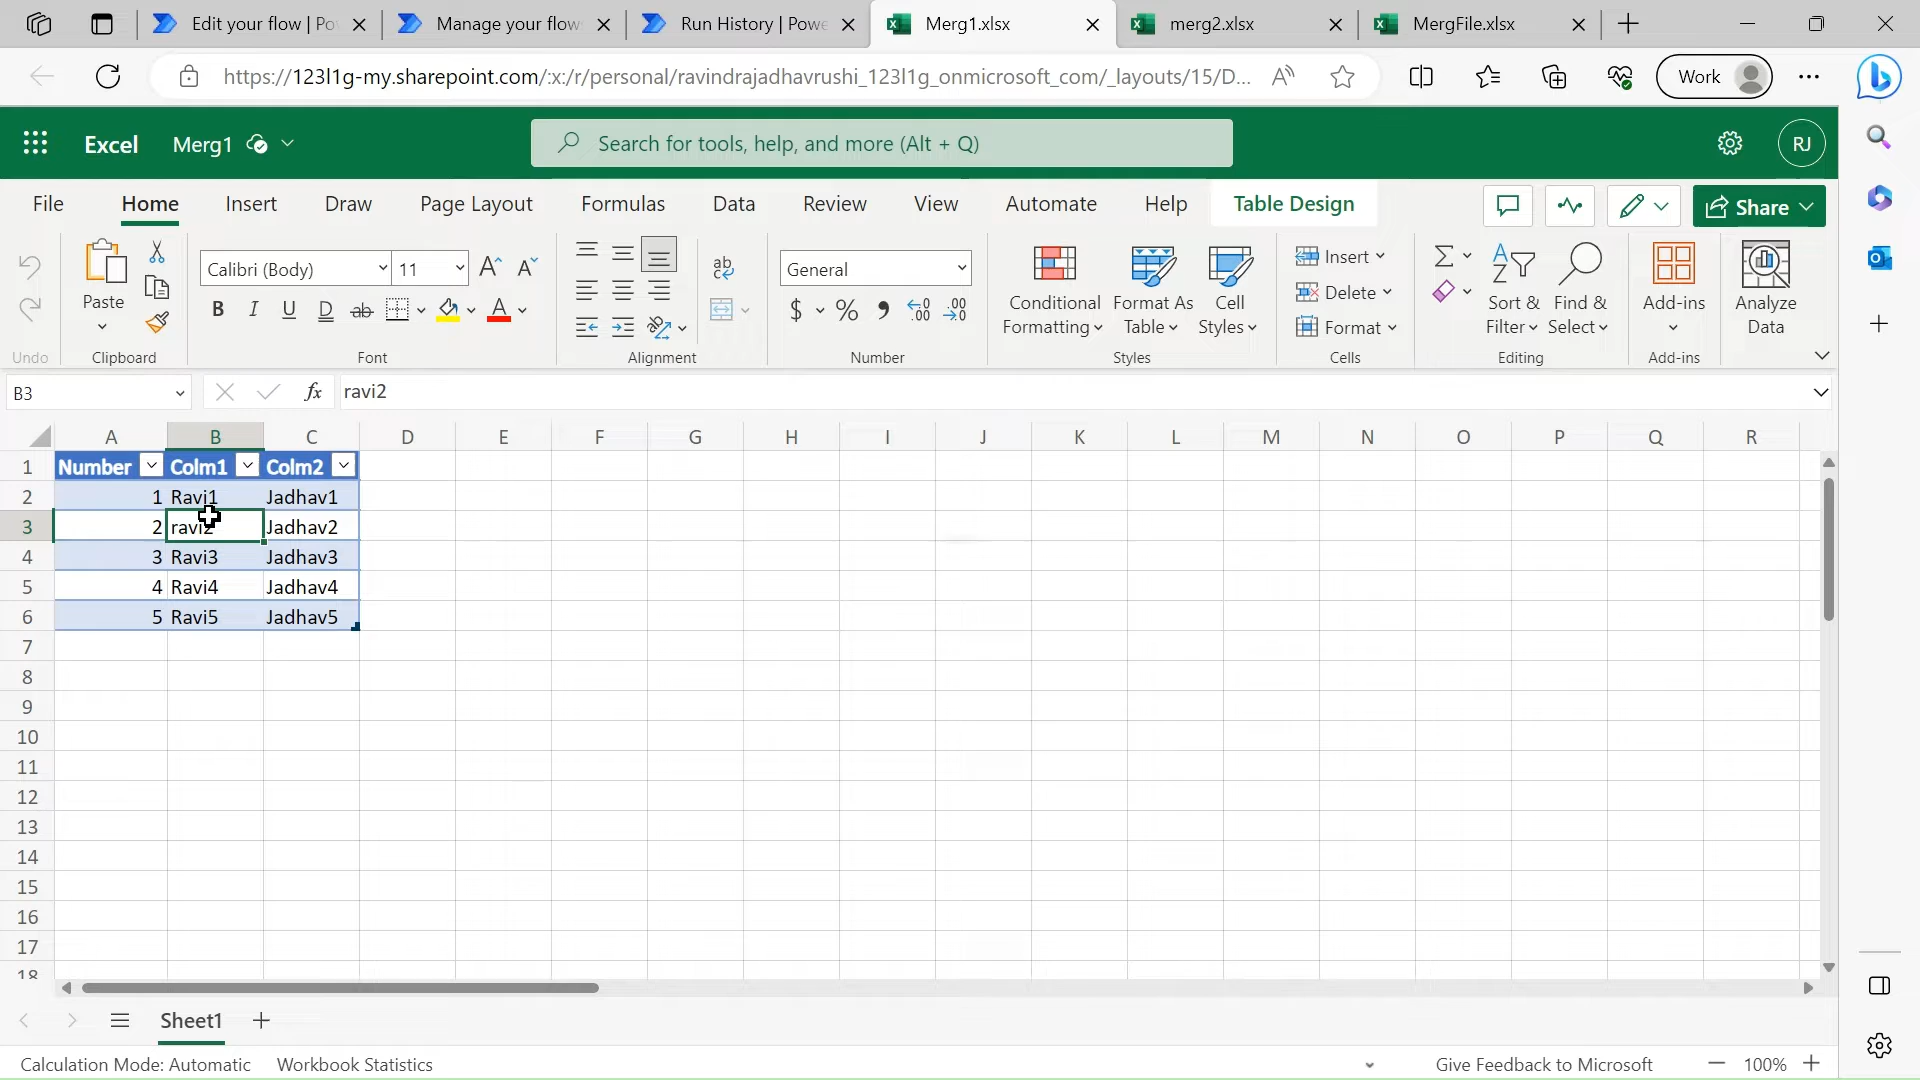 Edit your flow | Po
Manage your flow
Run History | Powe
Merg1.xlsx
merg2.xlsx
MergFile.xlsx
https://123l1g-my.sharepoint.com/:x:/r/personal/ravindrajadhavrushi_123l1g_onmicrosoft_com/_layouts/15/D...
Work
Excel
Merg1
Search for tools, help, and more (Alt + Q)
RJ
File
Home
Insert
Draw
Page Layout
Formulas
Data
Review
View
Automate
Help
Table Design
Share
Paste
Calibri (Body)
11
General
Conditional Formatting
Format As Table
Cell Styles
Insert
Delete
Format
Sort & Filter
Find & Select
Add-ins
Analyze Data
Undo
Clipboard
Font
Alignment
Number
Styles
Cells
Editing
Add-ins
B3
fx
ravi2
A B C D E F G H I J K L M N O P Q R
1 Number Colm1 Colm2
2 1 Ravi1 Jadhav1
3 2 ravi2 Jadhav2
4 3 Ravi3 Jadhav3
5 4 Ravi4 Jadhav4
6 5 Ravi5 Jadhav5
7
8
9
10
11
12
13
14
15
16
17
18
Sheet1
Calculation Mode: Automatic
Workbook Statistics
Give Feedback to Microsoft
100%